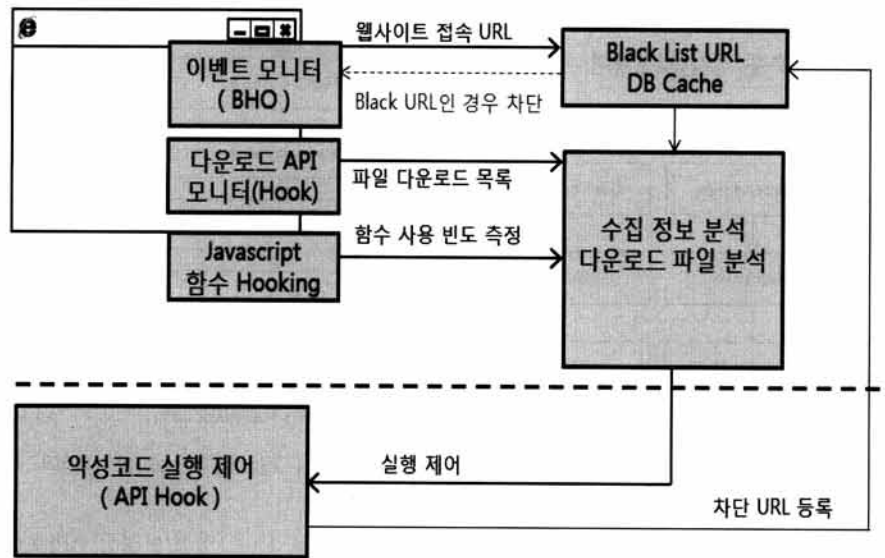 웹사이트 접속 URL
이벤트 모니터
( BHO )
Black List URL
DB Cache
Black URL인 경우 차단
다운로드 API
모니터(Hook)
파일 다운로드 목록
수집 정보 분석
다운로드 파일 분석
함수 사용 빈도 측정
Javascript
함수 Hooking
악성코드 실행 제어
( API Hook )
실행 제어
차단 URL 등록